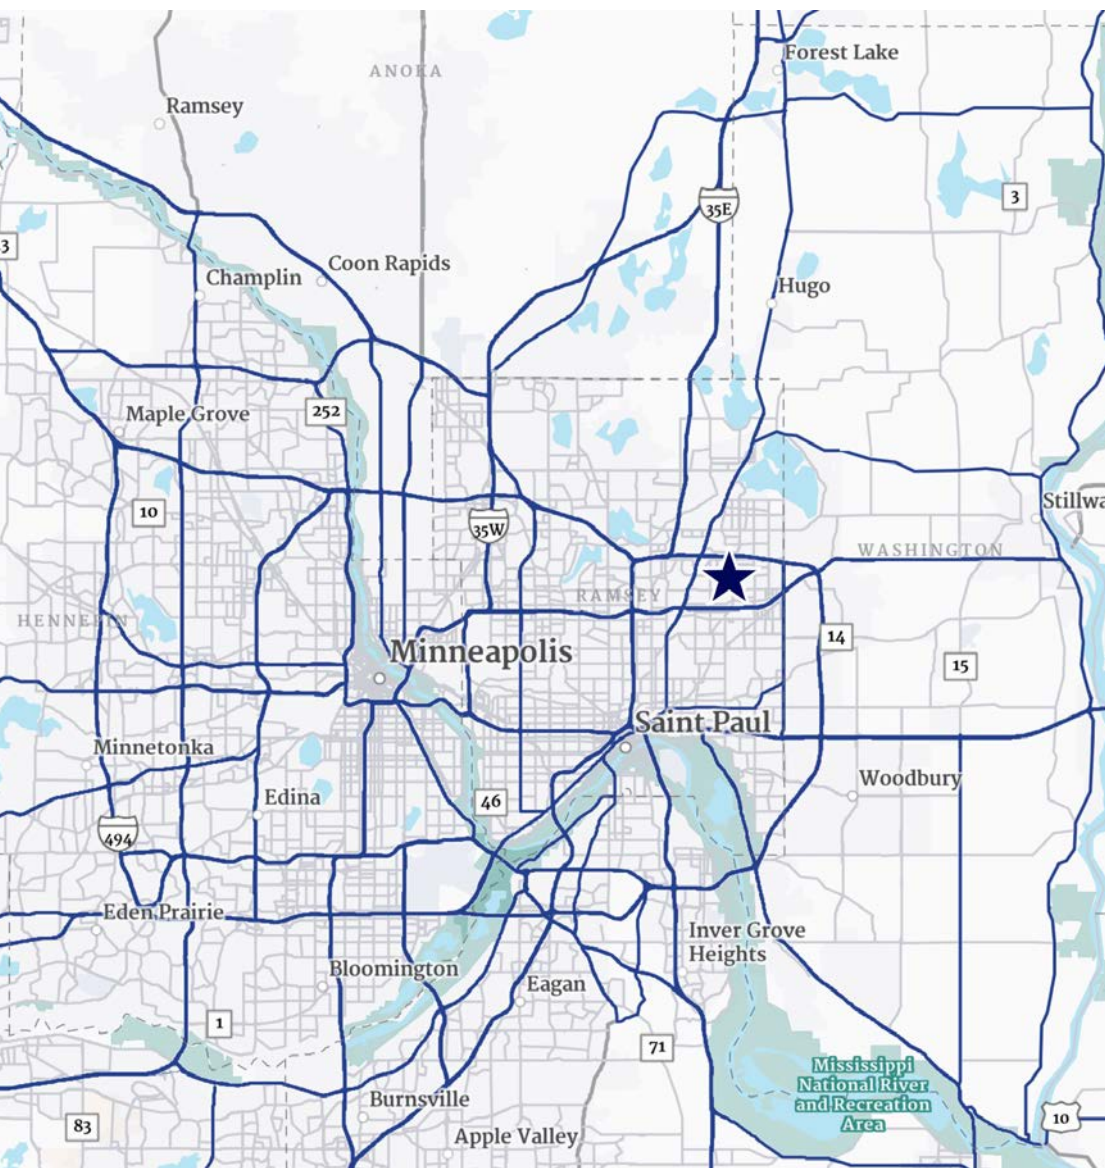 Forest Lake
ANOKA
Ramsey
3
35E
3
Coon Rapids
Champlin
Hugo
252
Maple Grove
10
Stillwa
35W
WASHINGTON
RAMSEY
HENNEPIN
14
Minneapolis
15
Saint Paul
Minnetonka
Woodbury
Edina
46
494
Eden Prairie
Inver Grove
Heights
Bloomington
Eagan
1
71
Mississippi
National River
and Recreation
Area
Burnsville
10
83
Apple Valley